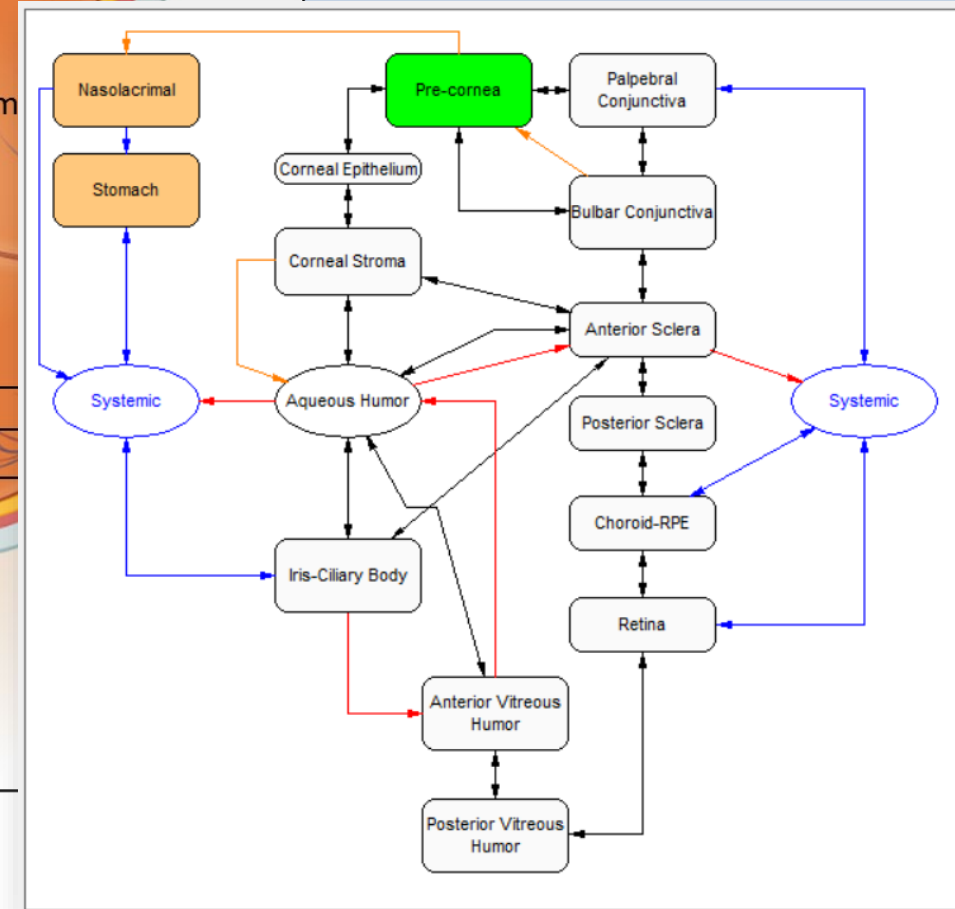 Nasolacrimal
Pre-cornea
Palpebral
Conjunctiva
m
Corneal Epithelium
Stomach
Bulbar Conjunctiva
Corneal Stroma
Anterior Sclera
Systemic
Aqueous Humor
Systemic
Posterior Sclera
Choroid-RPE
Iris-Ciliary Body
Retina
Anterior Vitreous
Humor
Posterior Vitreous
Humor